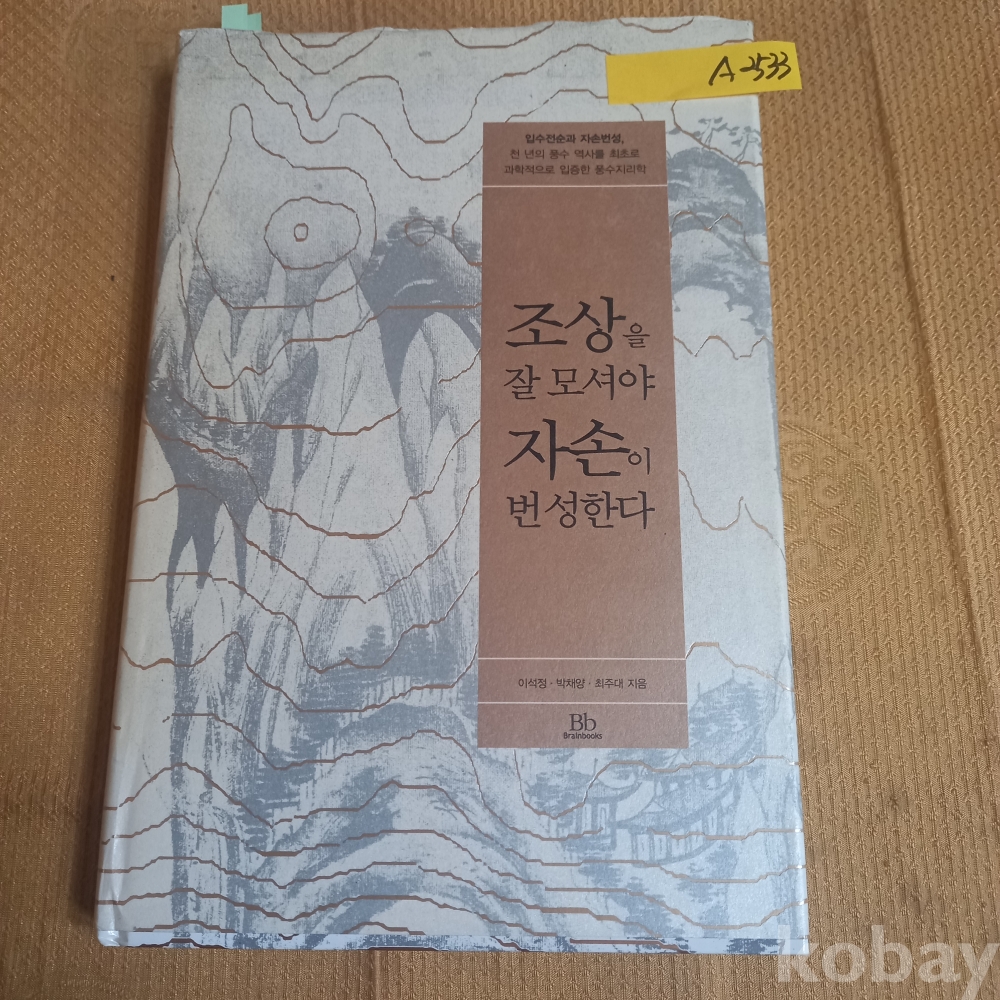 A-2533
입수전순과 자손번성,
천 년의 풍수 역사를 최초로
과학적으로 입증한 풍수지리학
조상을
잘 모셔야
자손이
번성한다
이석정 · 박채양 · 최주대 지음
Bb
Brainbooks
kobay